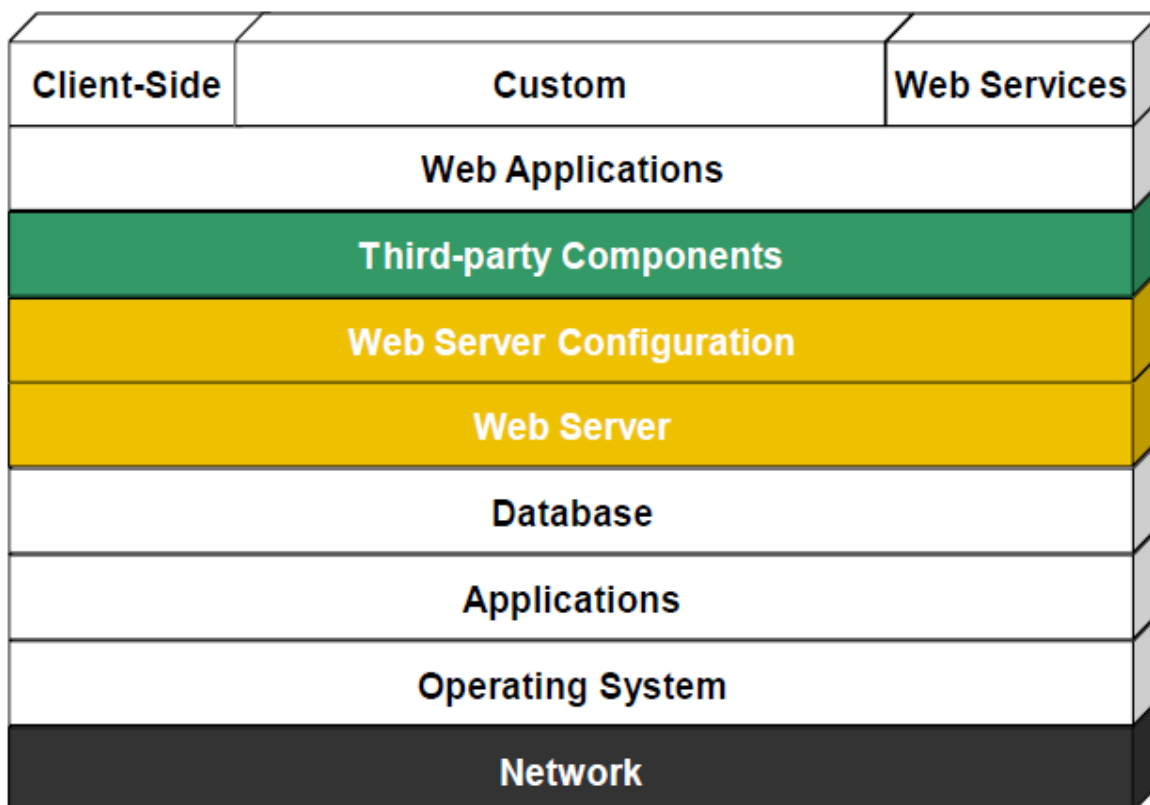 Client-Side Custom Web Services
Web Applications
Third-party Components
Web Server Configuration
Web Server
Database
Applications
Operating System
Network